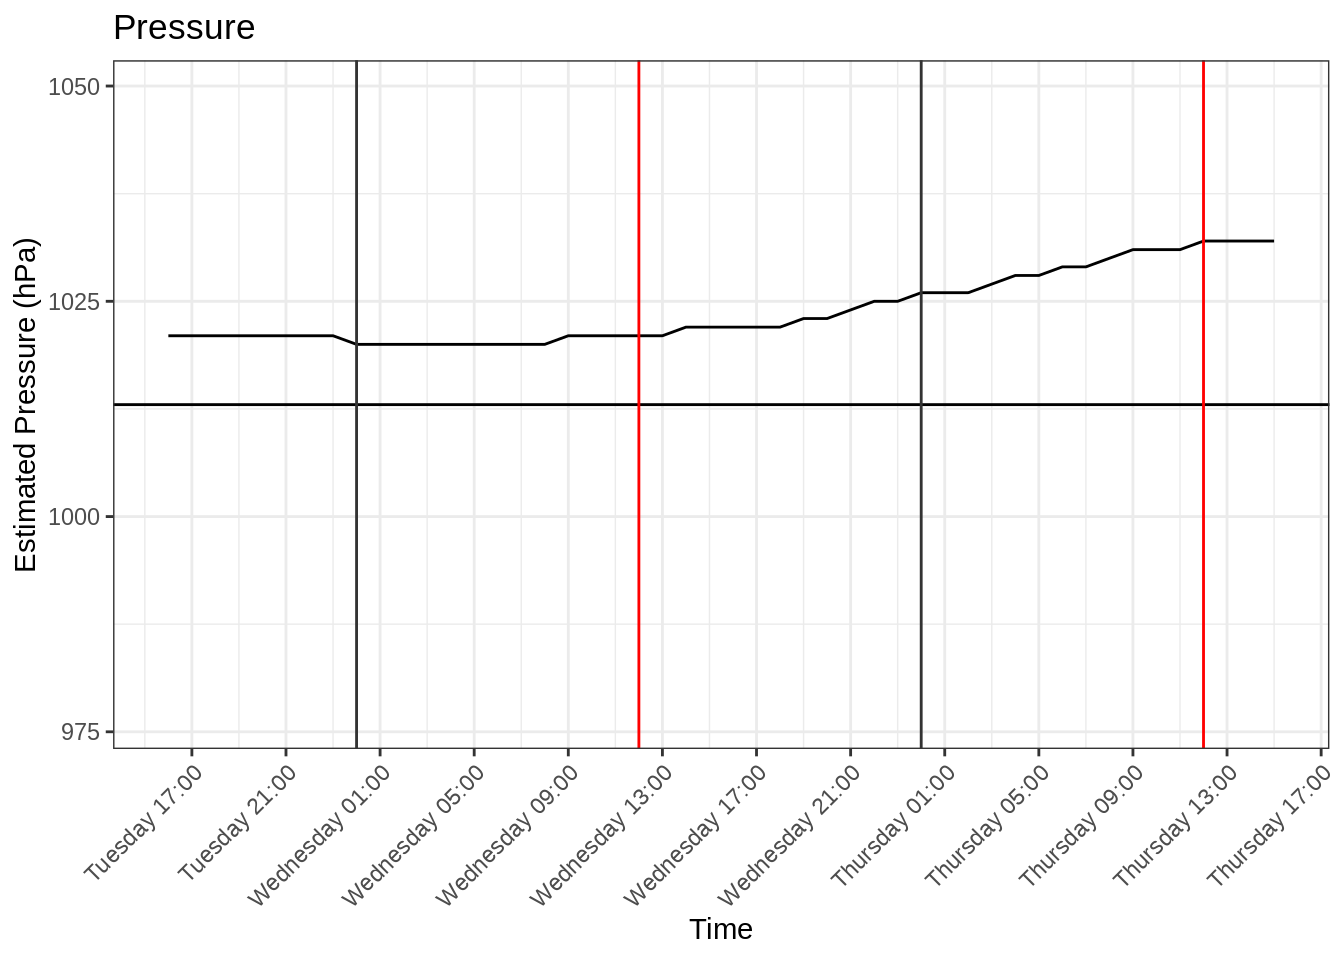 Pressure
Estimated Pressure (hPa)
1050
1025
1000
975
Tuesday 17:00
Tuesday 21:00
Wednesday 01:00
Wednesday 05:00
Wednesday 09:00
Wednesday 13:00
Wednesday 17:00
Wednesday 21:00
Thursday 01:00
Thursday 05:00
Thursday 09:00
Thursday 13:00
Thursday 17:00
Time